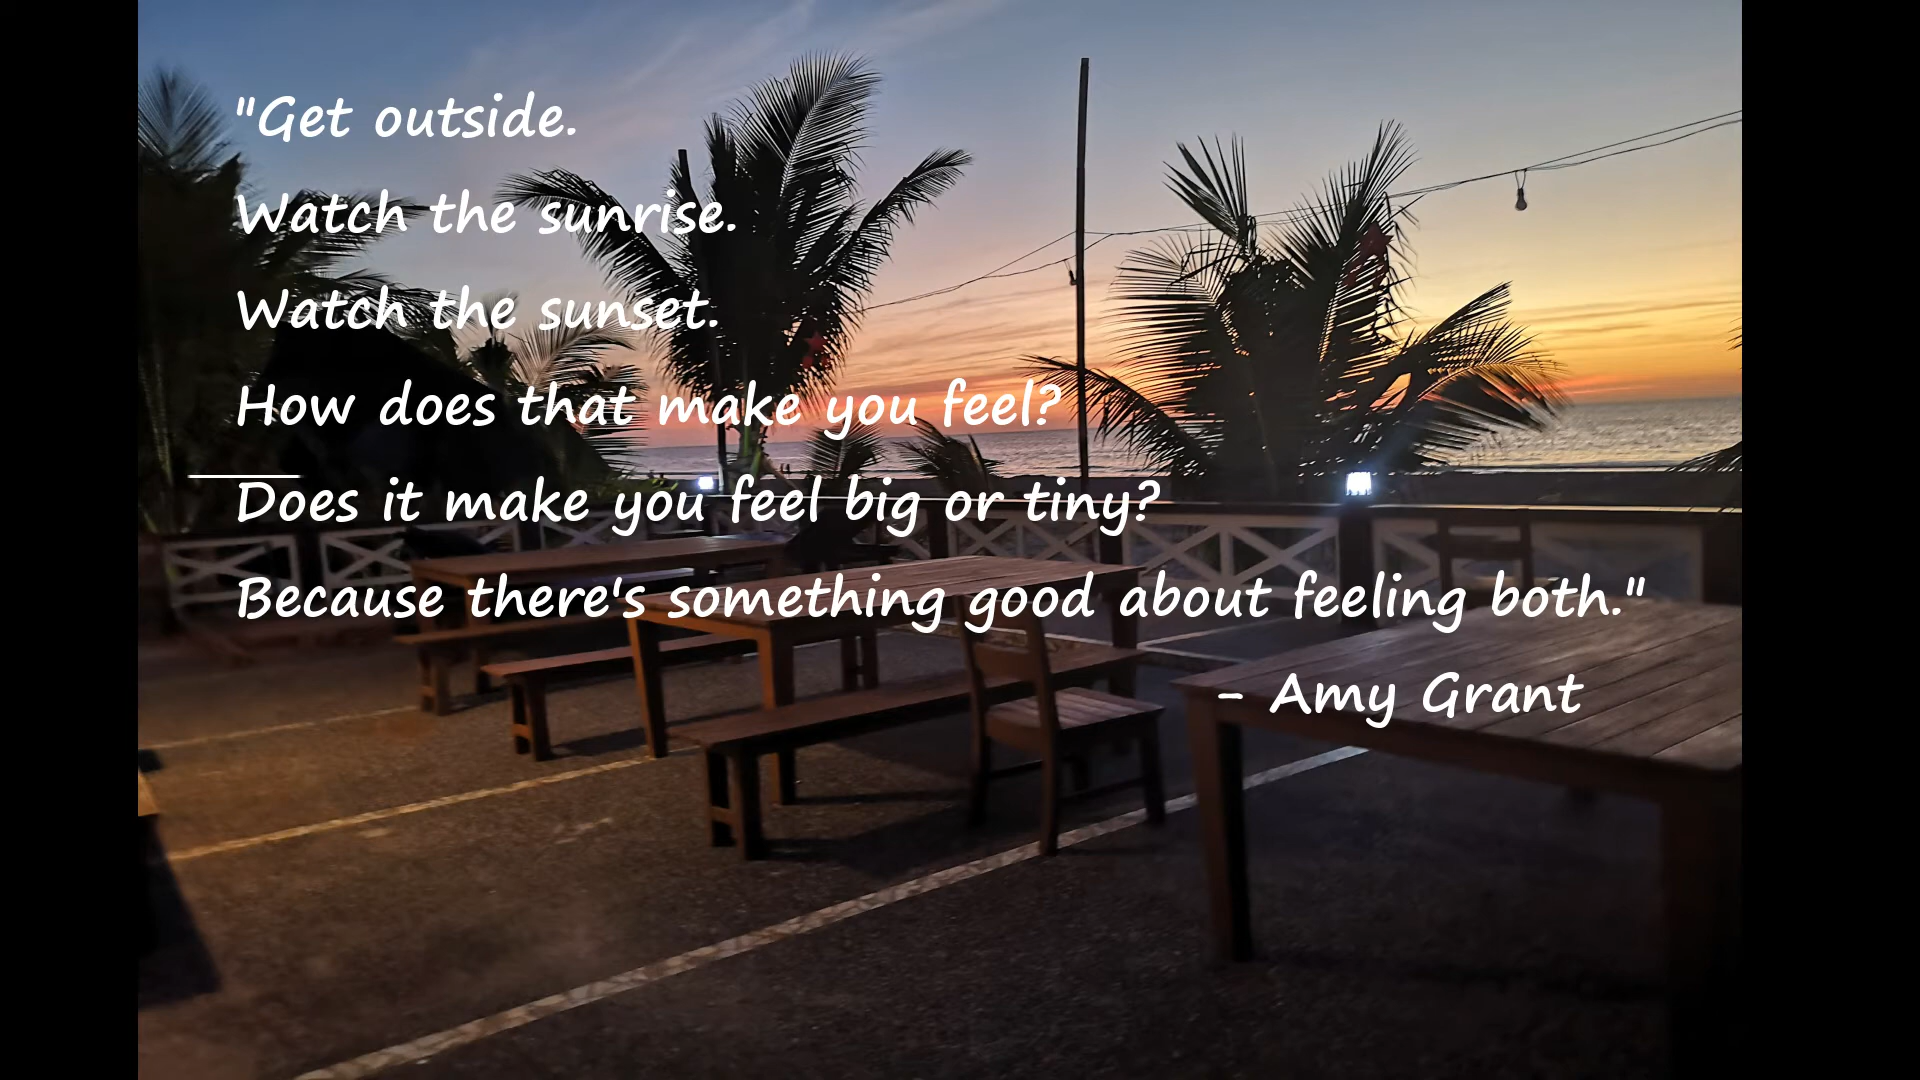 "Get outside.
Watch the sunrise.
Watch the sunset.
How does that make you feel?
Does it make you feel big or tiny?
Because there's something good about feeling both."
- Amy Grant